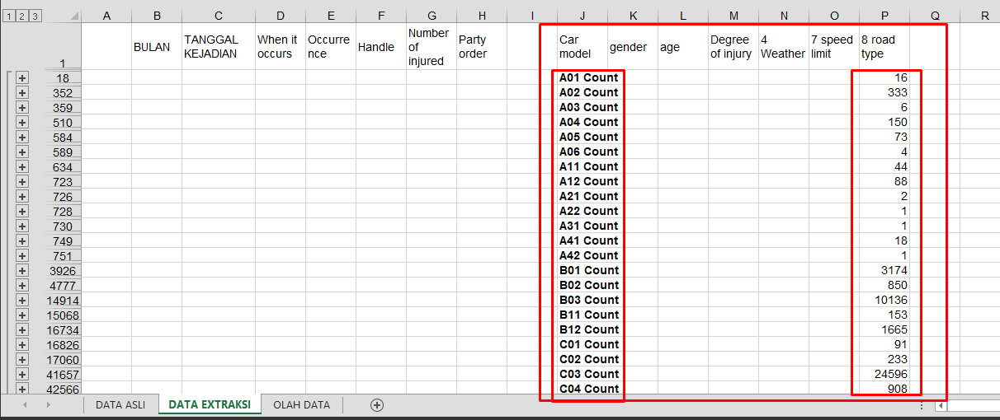 1 2 3 A B C D E F G H I J K L M N O P Q R
1 BULAN TANGGAL KEJADIAN When it occurs Occurre nce Handle Number of injured Party order Car model gender age Degree of injury 4 Weather 7 speed limit 8 road type
18 A01 Count 16
352 A02 Count 333
359 A03 Count 6
510 A04 Count 150
584 A05 Count 73
589 A06 Count 4
634 A11 Count 44
723 A12 Count 88
726 A21 Count 2
728 A22 Count 1
730 A31 Count 1
749 A41 Count 18
751 A42 Count 1
3926 B01 Count 3174
4777 B02 Count 850
14914 B03 Count 10136
15068 B11 Count 153
16734 B12 Count 1665
16826 C01 Count 91
17060 C02 Count 233
41657 C03 Count 24596
42566 C04 Count 908
DATA ASLI DATA EXTRAKSI OLAH DATA